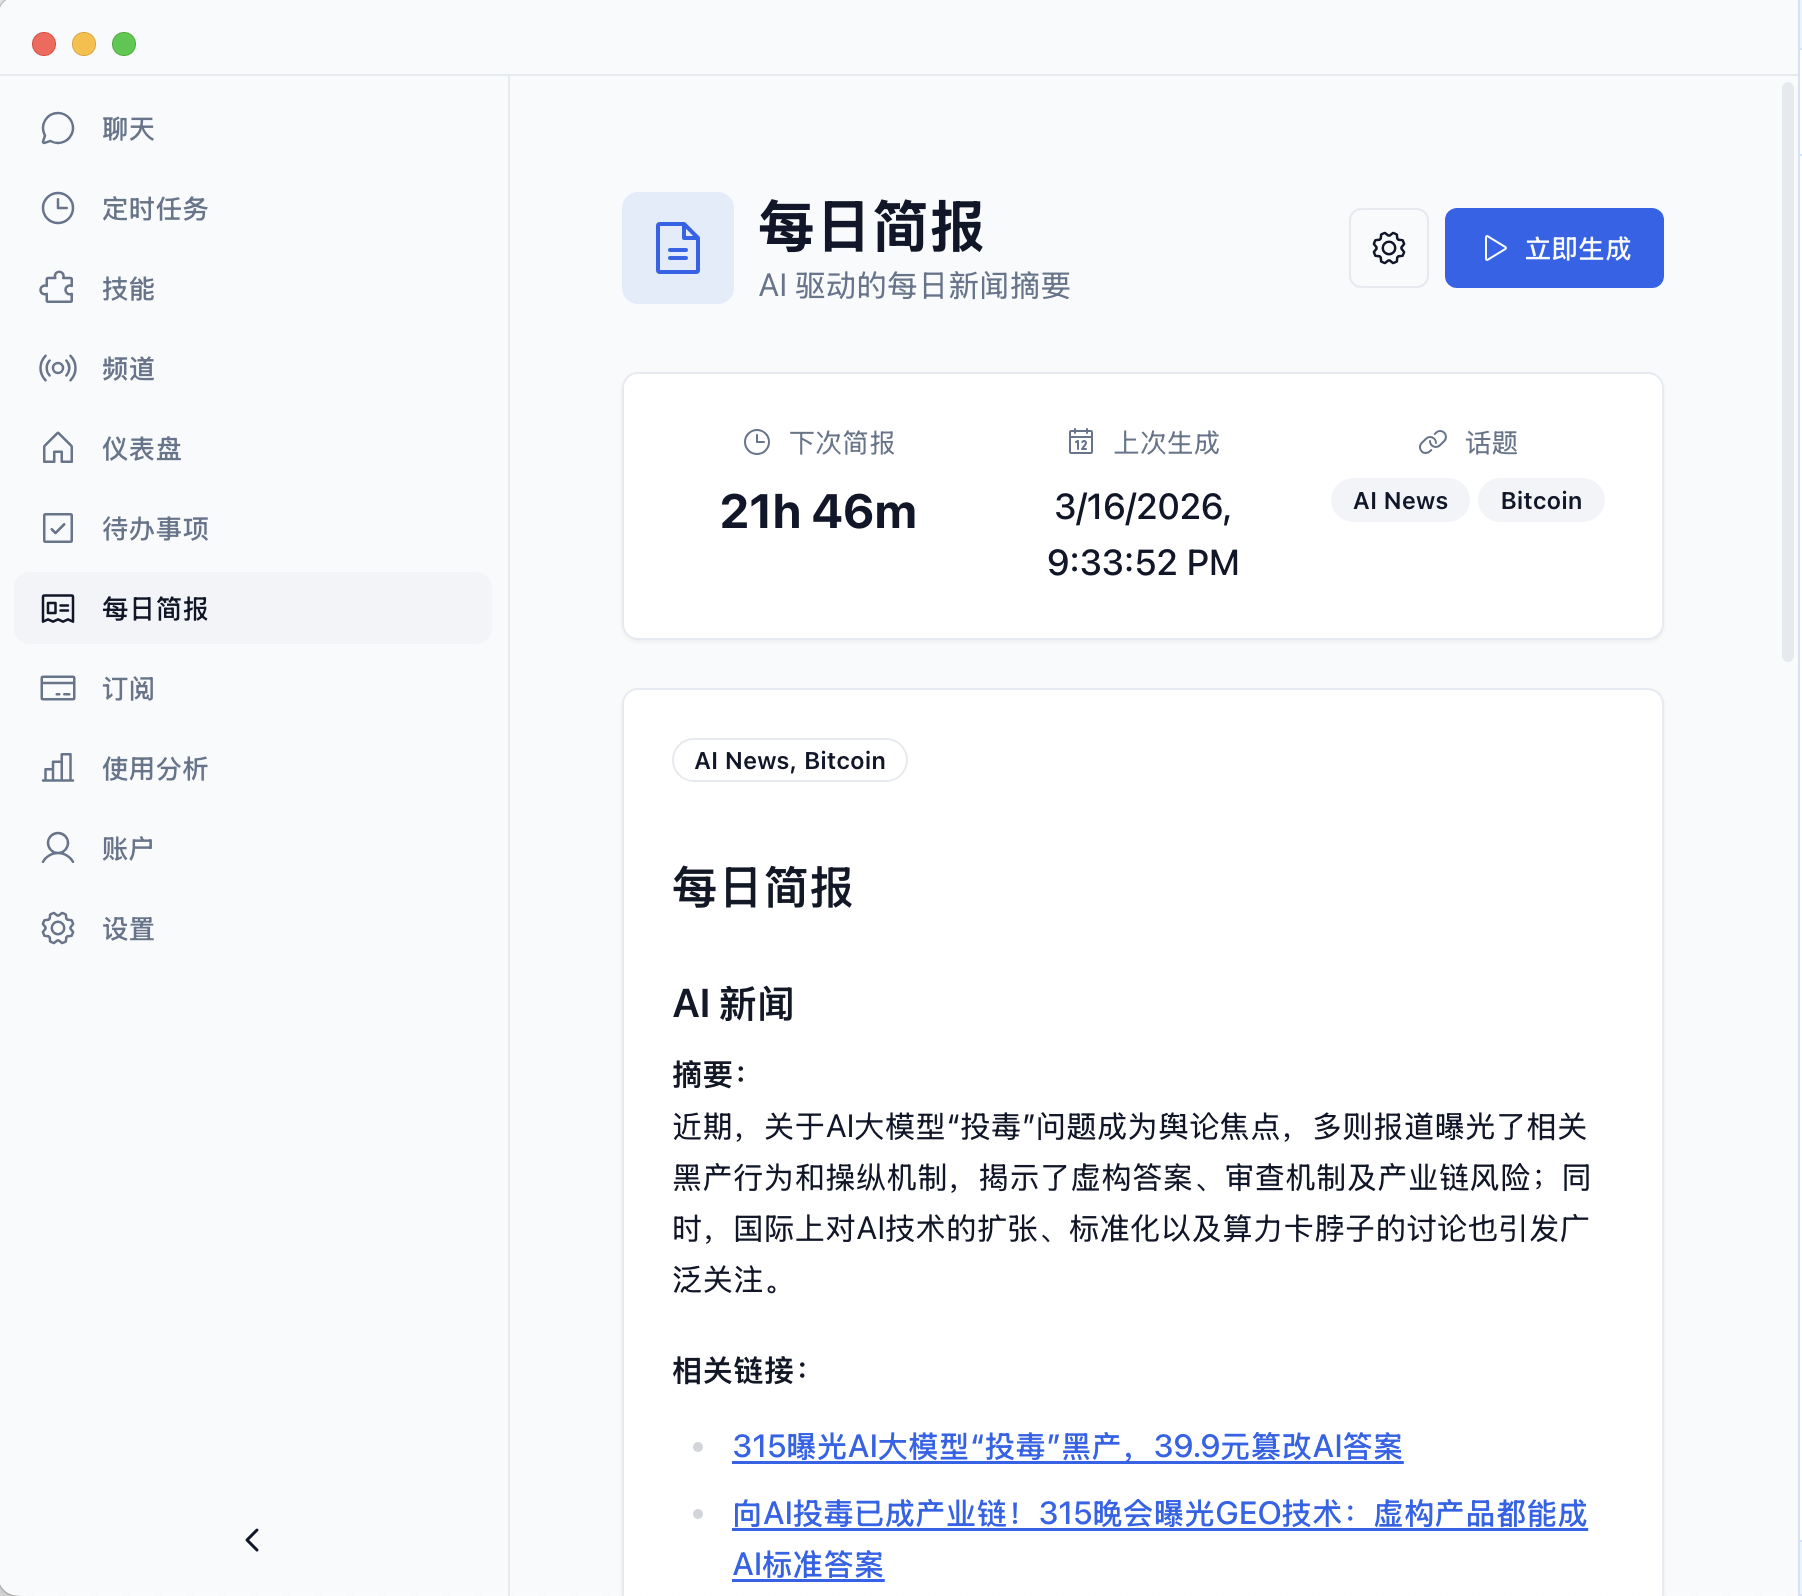 聊天
定时任务
技能
频道
仪表盘
待办事项
每日简报
订阅
使用分析
账户
设置
每日简报
AI 驱动的每日新闻摘要
立即生成
下次简报
21h 46m
12
上次生成
3/16/2026,
9:33:52 PM
话题
AI News
Bitcoin
AI News, Bitcoin
每日简报
AI 新闻
摘要：
近期，关于AI大模型“投毒”问题成为舆论焦点，多则报道曝光了相关
黑产行为和操纵机制，揭示了虚构答案、审查机制及产业链风险；同
时，国际上对AI技术的扩张、标准化以及算力卡脖子的讨论也引发广
泛关注。
相关链接：
315曝光AI大模型“投毒”黑产，39.9元篡改AI答案
向AI投毒已成产业链！315晚会曝光GEO技术：虚构产品都能成
AI标准答案